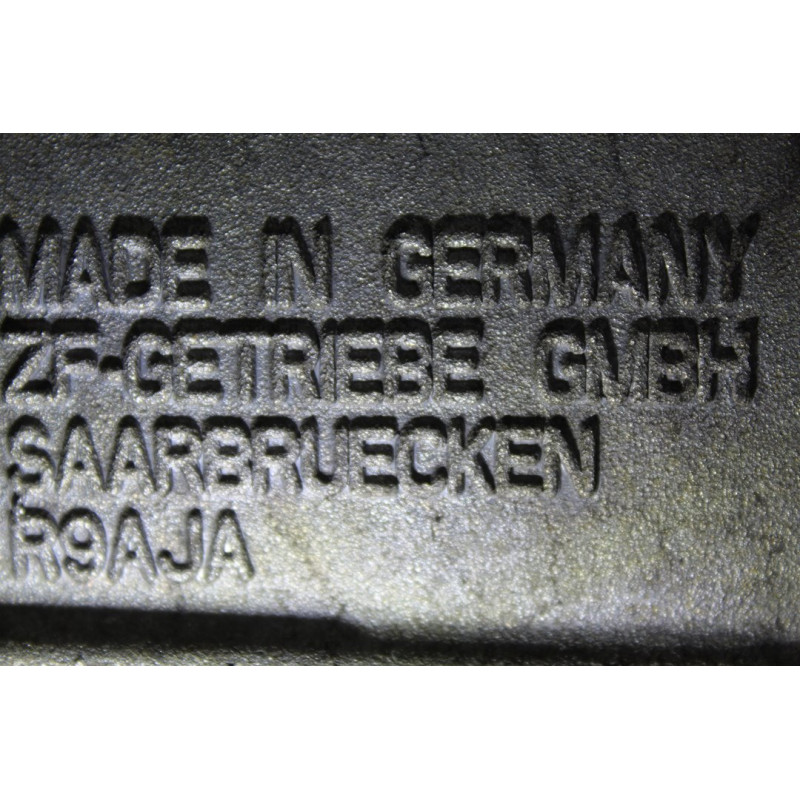 MADE IN GERMANY
ZF-GETRIEBE GMBH
SAARBRUECKEN
R9AJA